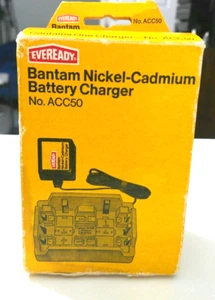 EVEREADY
Bantam
No. ACC50
EVEREADY
Bantam Nickel-Cadmium
Battery Charger
No. ACC50